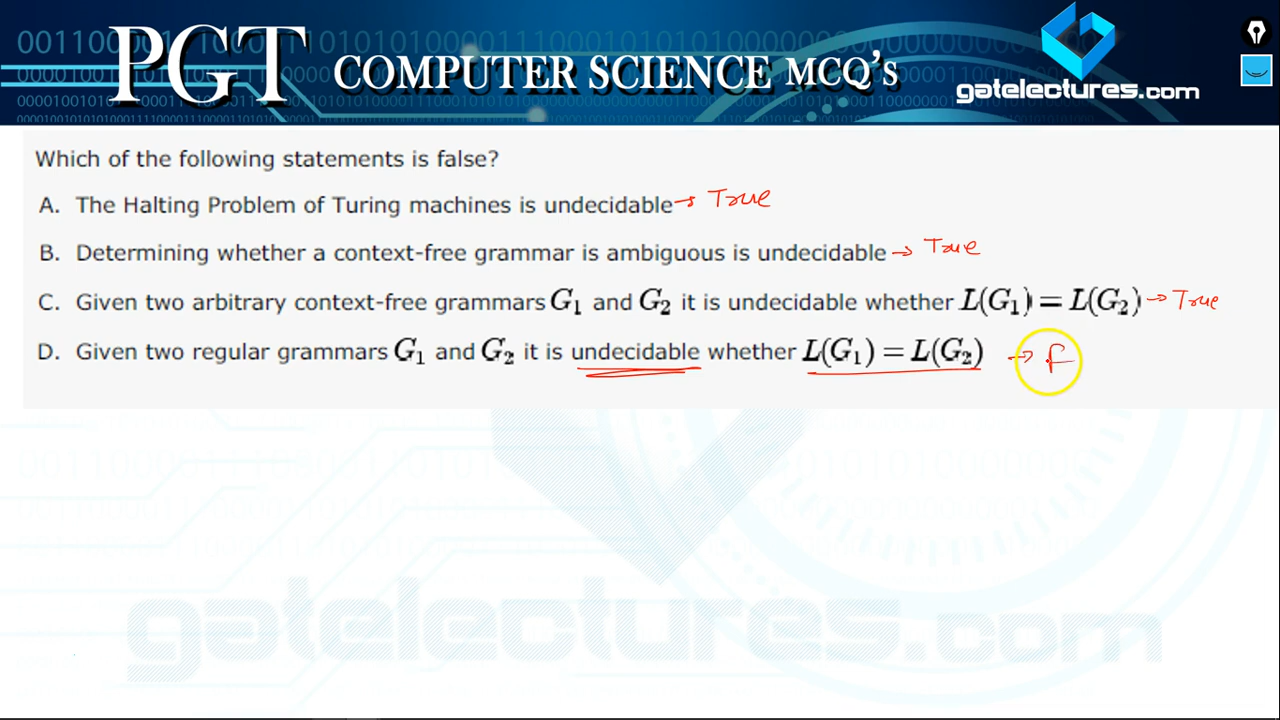 PGT COMPUTER SCIENCE MCQ'S
gatelectures.com
Which of the following statements is false?
A. The Halting Problem of Turing machines is undecidable → True
B. Determining whether a context-free grammar is ambiguous is undecidable → True
C. Given two arbitrary context-free grammars G₁ and G₂ it is undecidable whether L(G₁) = L(G₂) → True
D. Given two regular grammars G₁ and G₂ it is undecidable whether L(G₁) = L(G₂) → F
gatelectures.com